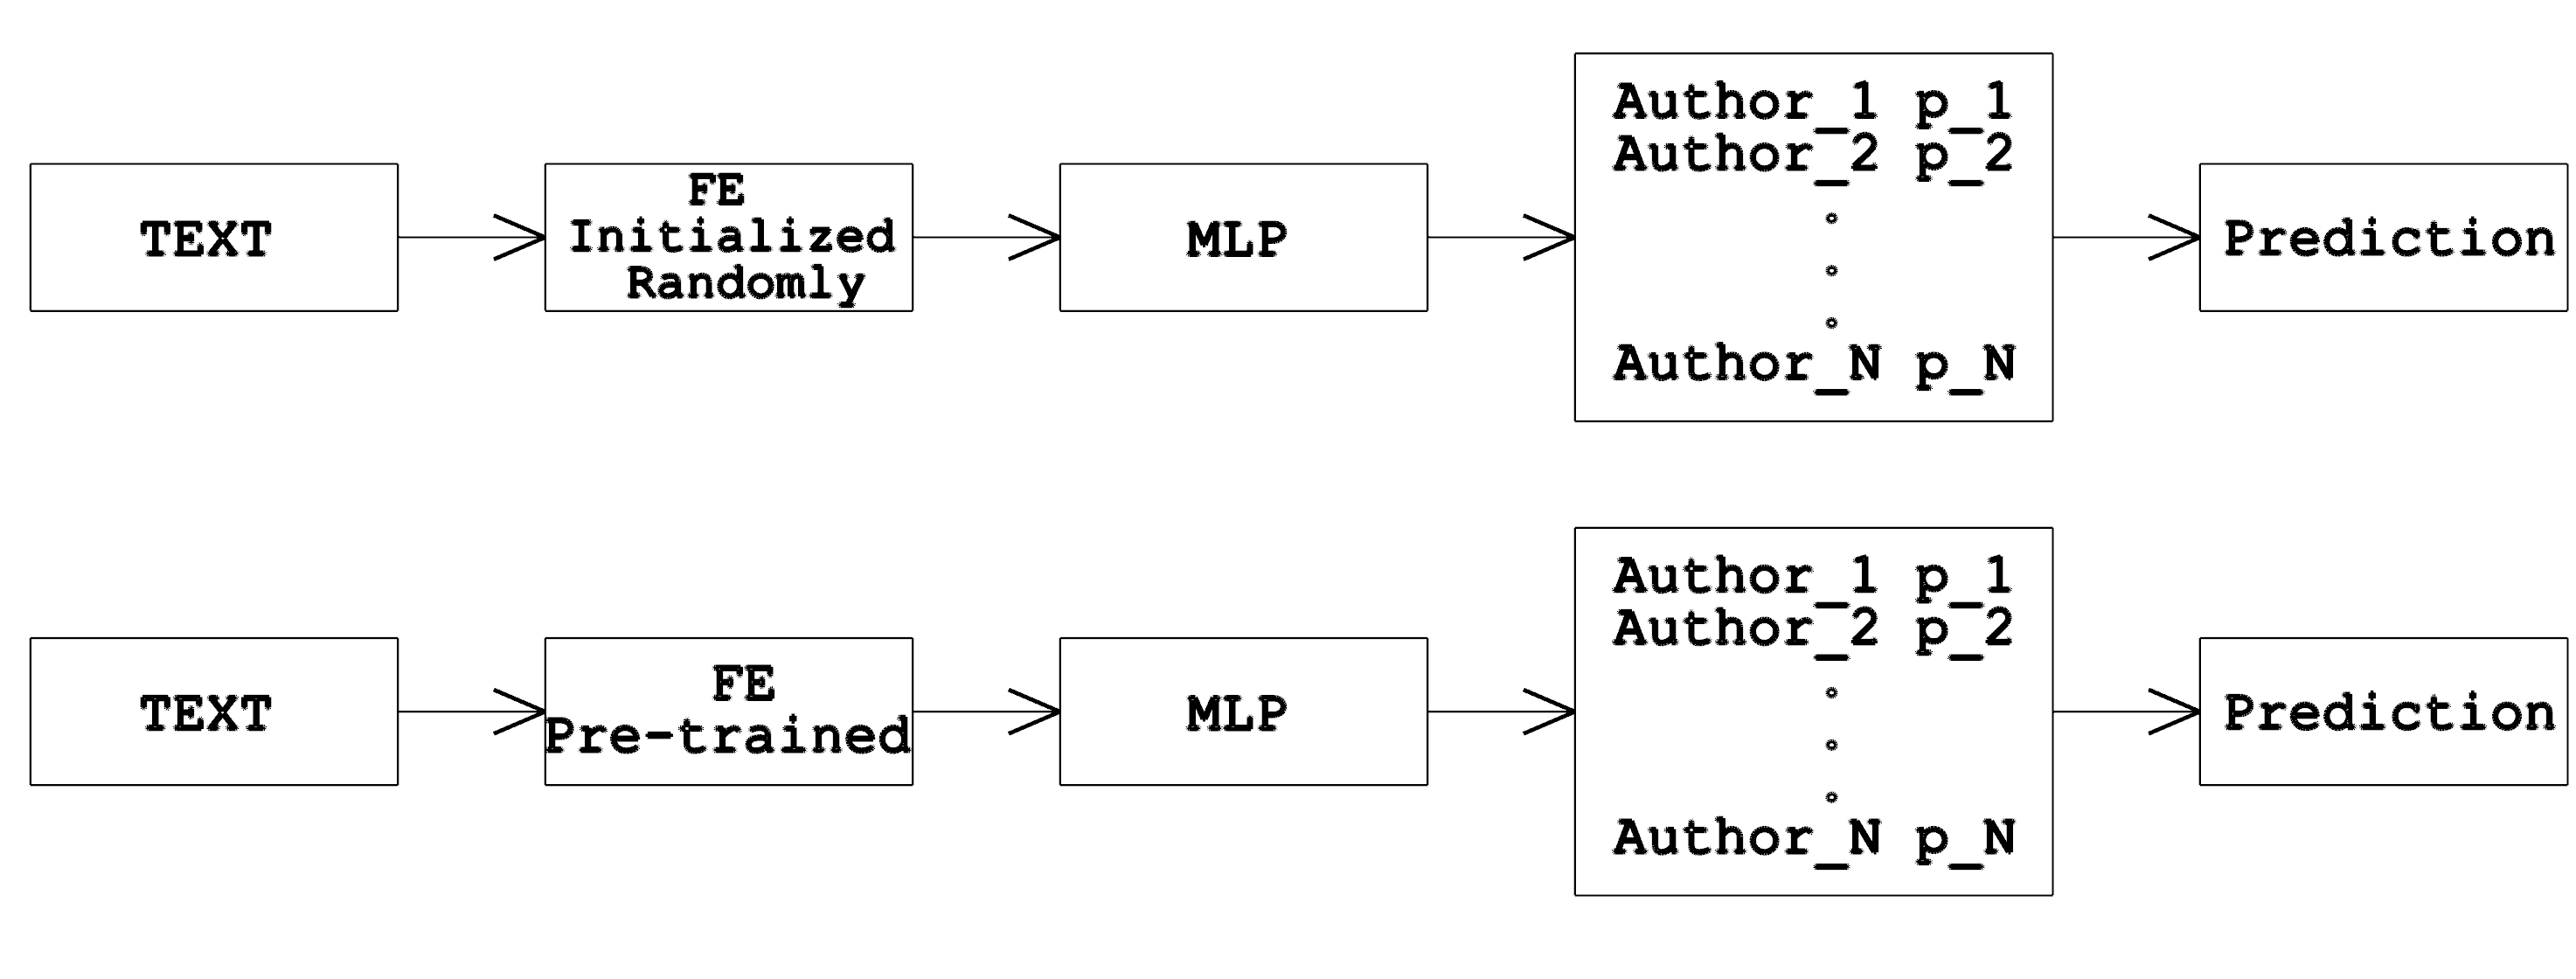 TEXT
FE
Initialized
Randomly
MLP
Author_1 p_1
Author_2 p_2
.
.
.
Author_N p_N
Prediction
TEXT
FE
Pre-trained
MLP
Author_1 p_1
Author_2 p_2
.
.
.
Author_N p_N
Prediction